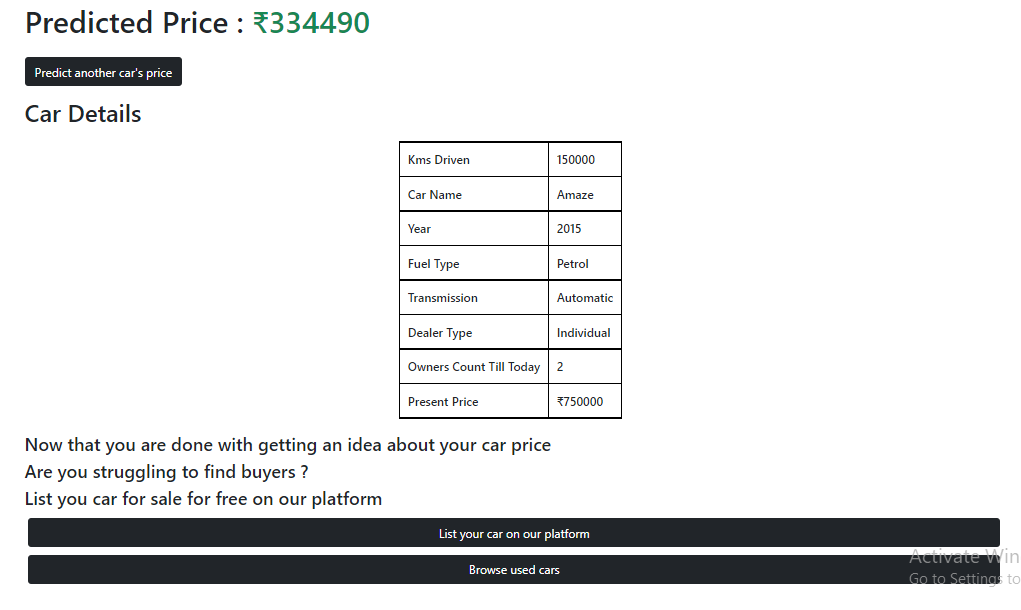 Predicted Price : ₹334490
Predict another car's price
Car Details
Kms Driven 150000
Car Name Amaze
Year 2015
Fuel Type Petrol
Transmission Automatic
Dealer Type Individual
Owners Count Till Today 2
Present Price ₹750000
Now that you are done with getting an idea about your car price
Are you struggling to find buyers ?
List you car for sale for free on our platform
List your car on our platform
Browse used cars
Activate Win
Go to Settings to